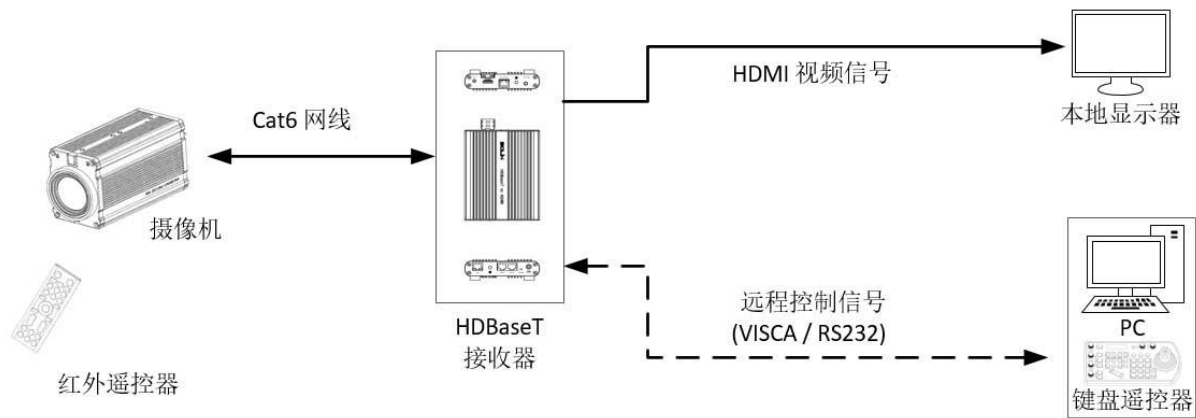 HDMI 视频信号
本地显示器
Cat6 网线
摄像机
HDBaseT
接收器
远程控制信号
(VISCA / RS232)
PC
键盘遥控器
红外遥控器